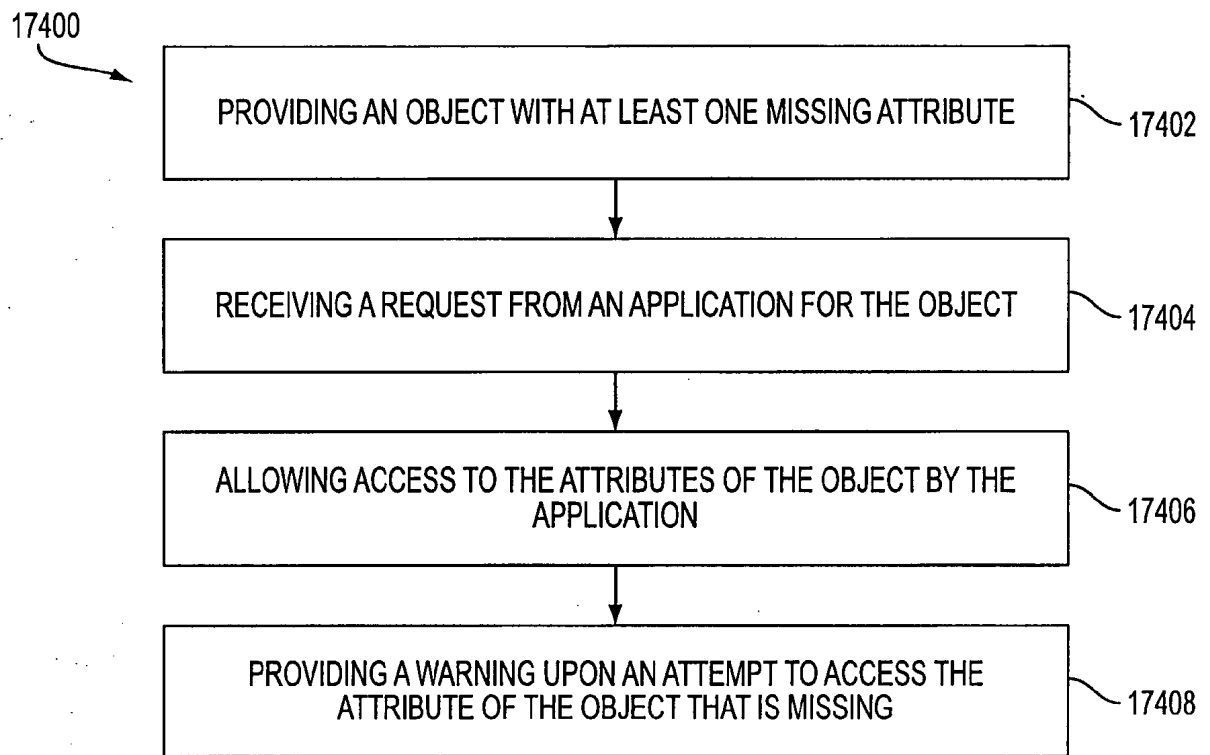 17400
PROVIDING AN OBJECT WITH AT LEAST ONE MISSING ATTRIBUTE
17402
RECEIVING A REQUEST FROM AN APPLICATION FOR THE OBJECT
17404
ALLOWING ACCESS TO THE ATTRIBUTES OF THE OBJECT BY THE
APPLICATION
17406
PROVIDING A WARNING UPON AN ATTEMPT TO ACCESS THE
ATTRIBUTE OF THE OBJECT THAT IS MISSING
17408